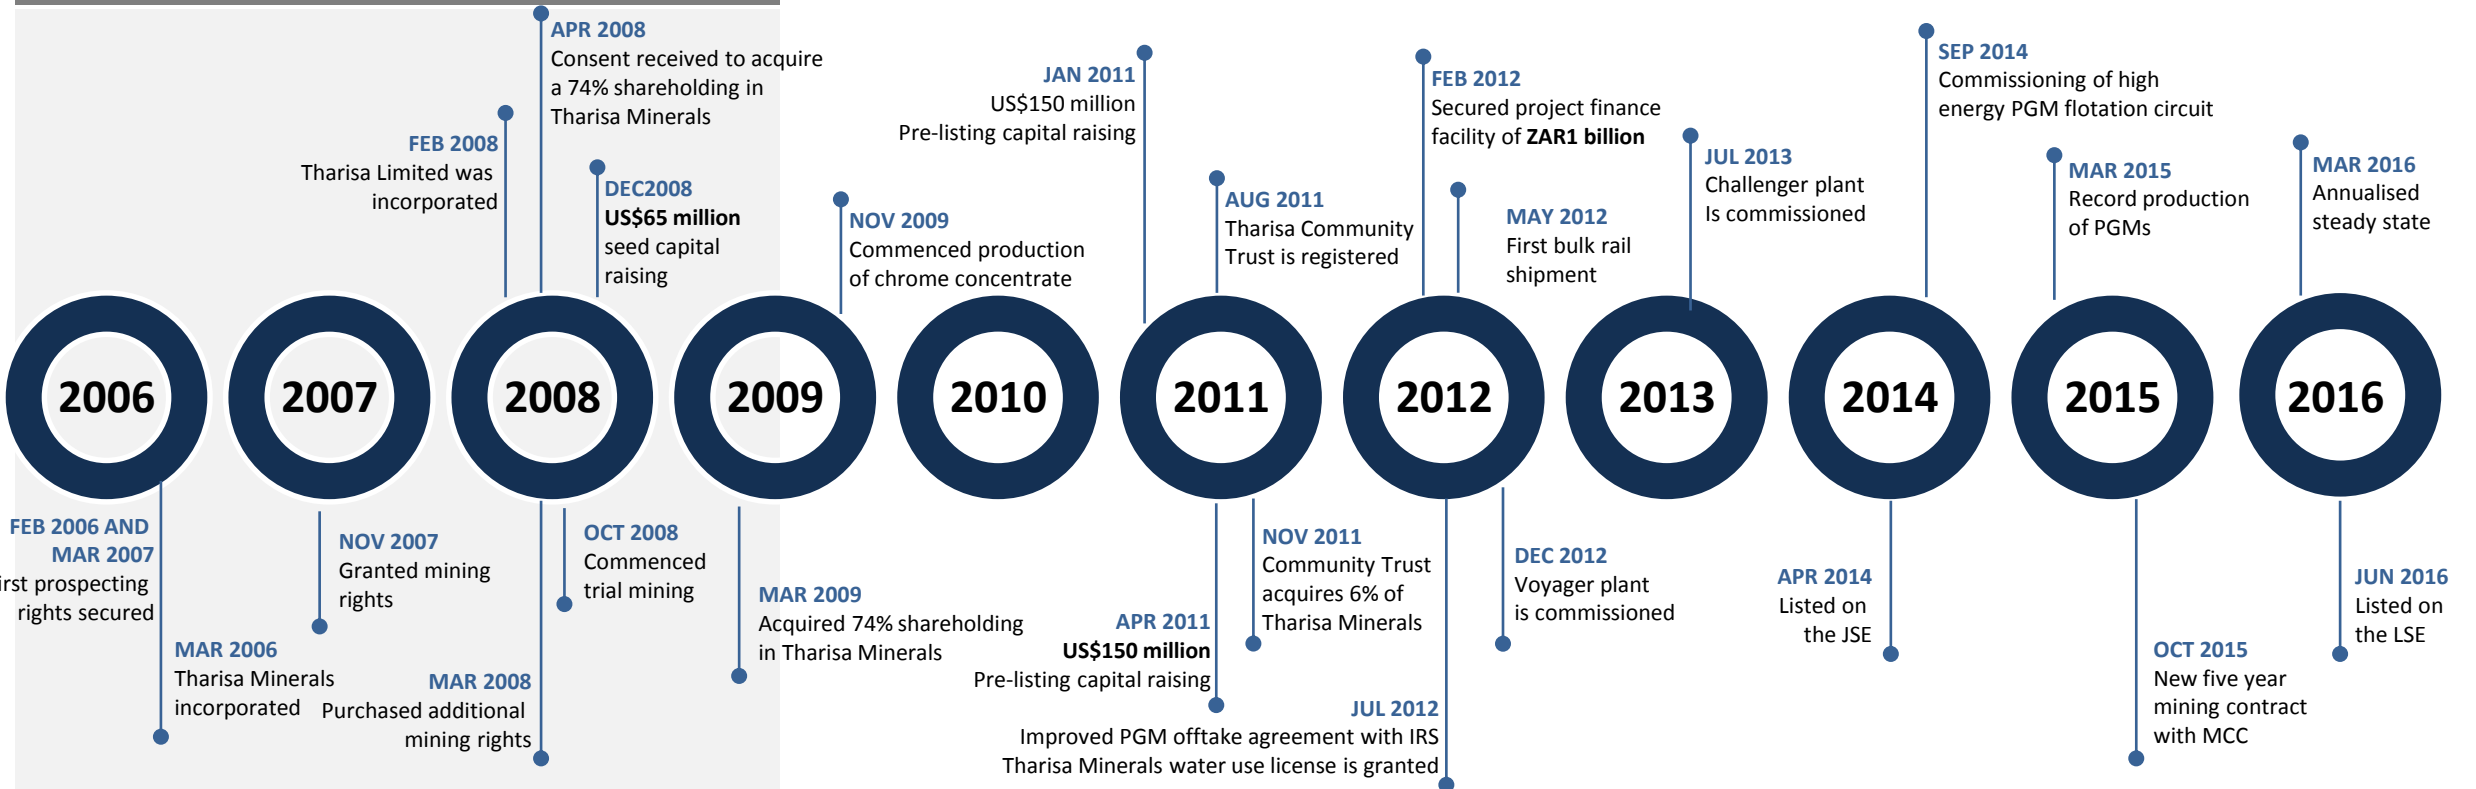 APR 2008
Consent received to acquire
a 74% shareholding in
Tharisa Minerals
FEB 2008
Tharisa Limited was
incorporated
DEC2008
US$65 million
seed capital
raising
NOV 2009
Commenced production
of chrome concentrate
JAN 2011
US$150 million
Pre-listing capital raising
AUG 2011
Tharisa Community
Trust is registered
FEB 2012
Secured project finance
facility of ZAR1 billion
MAY 2012
First bulk rail
shipment
JUL 2013
Challenger plant
Is commissioned
SEP 2014
Commissioning of high
energy PGM flotation circuit
MAR 2015
Record production
of PGMs
MAR 2016
Annualised
steady state
2006 2007 2008 2009 2010 2011 2012 2013 2014 2015 2016
FEB 2006 AND
MAR 2007
prospecting
rights secured
MAR 2006
Tharisa Minerals
incorporated
NOV 2007
Granted mining
rights
MAR 2008
Purchased additional
mining rights
OCT 2008
Commenced
trial mining
MAR 2009
Acquired 74% shareholding
in Tharisa Minerals
APR 2011
US$150 million
Pre-listing capital raising
NOV 2011
Community Trust
acquires 6% of
Tharisa Minerals
JUL 2012
Improved PGM offtake agreement with IRS
Tharisa Minerals water use license is granted
DEC 2012
Voyager plant
is commissioned
APR 2014
Listed on
the JSE
OCT 2015
New five year
mining contract
with MCC
JUN 2016
Listed on
the LSE